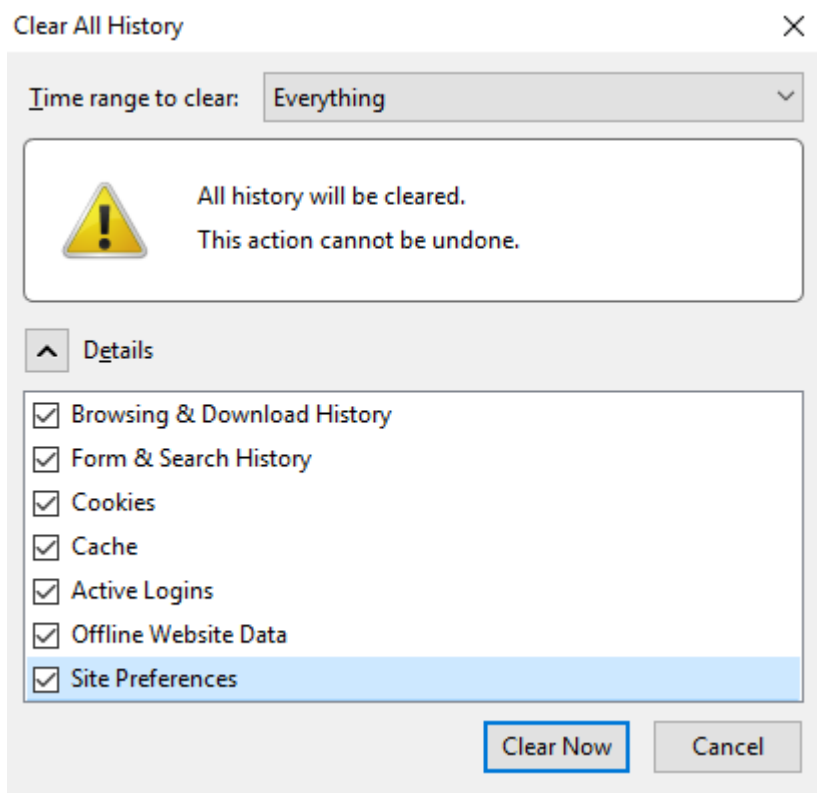 Clear All History
Time range to clear: Everything
All history will be cleared.
This action cannot be undone.
Details
Browsing & Download History
Form & Search History
Cookies
Cache
Active Logins
Offline Website Data
Site Preferences
Clear Now Cancel